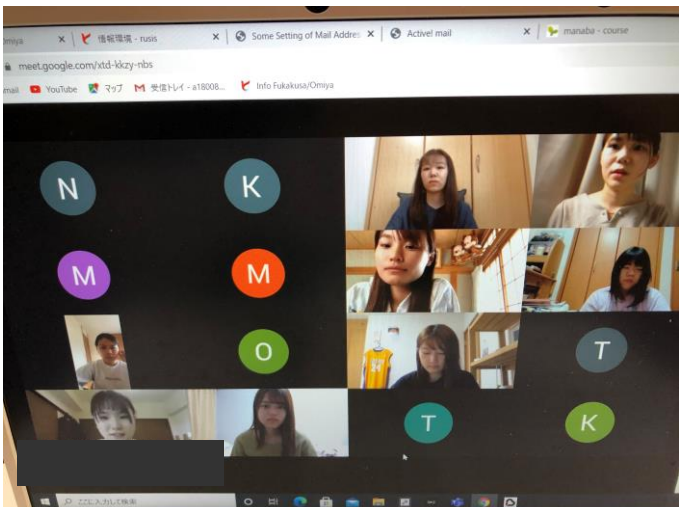 Omiya × 情報環境 - rusis × Some Setting of Mail Addres × Active! mail × manaba - course
meet.google.com/xtd-kkzy-nbs
mail YouTube マップ 受信トレイ - a18008... Info Fukakusa/Omiya
N K
M M
O T
T K
ここに入力して検索